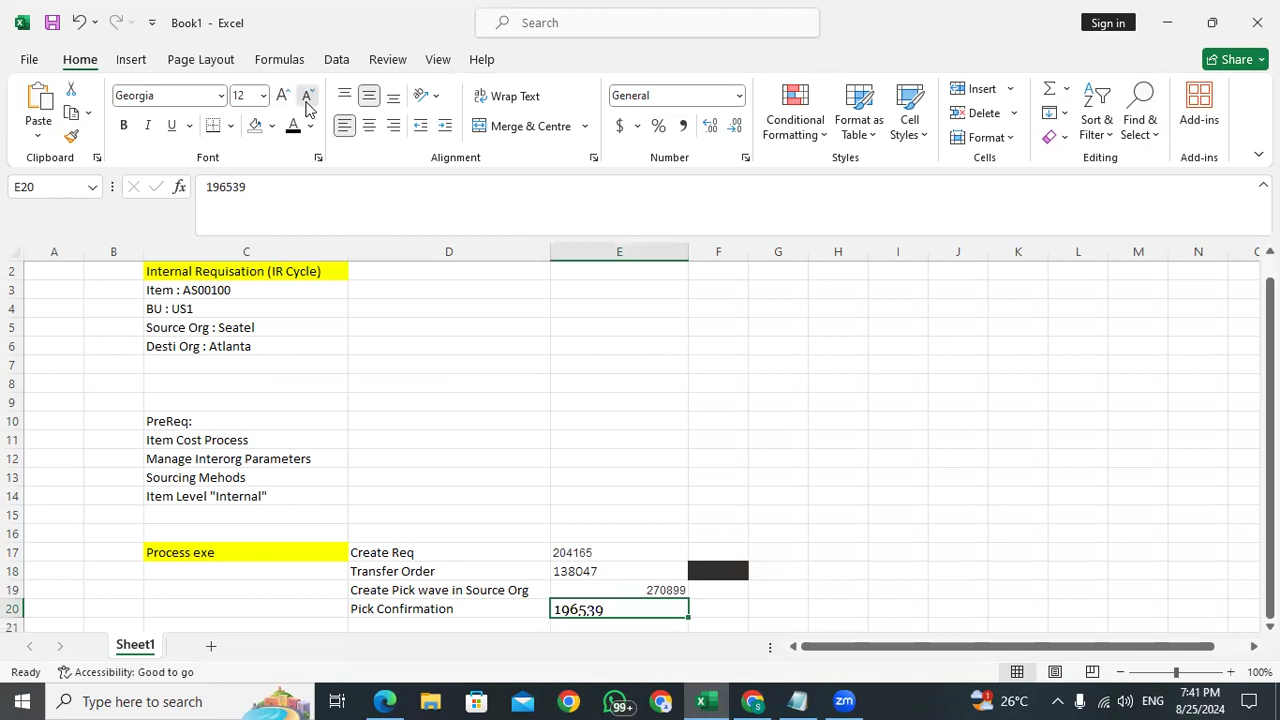 Book1 - Excel
Search
Sign in
File Home Insert Page Layout Formulas Data Review View Help
Share
Paste
Clipboard
Georgia 12
B I U
Font
Wrap Text
Merge & Centre
Alignment
General
Number
Conditional Formatting
Format as Table
Cell Styles
Styles
Insert
Delete
Format
Cells
Sort & Filter
Find & Select
Editing
Add-ins
Add-ins
E20
fx
196539
A B C D E F G H I J K L M N
2 Internal Requisation (IR Cycle)
3 Item : AS00100
4 BU : US1
5 Source Org : Seatel
6 Desti Org : Atlanta
7
8
9
10 PreReq:
11 Item Cost Process
12 Manage Interorg Parameters
13 Sourcing Mehods
14 Item Level "Internal"
15
16
17 Process exe Create Req 204165
18 Transfer Order 138047
19 Create Pick wave in Source Org 270899
20 Pick Confirmation 196539
21
Sheet1
Ready
Accessibility: Good to go
100%
Type here to search
99+
26°C
ENG
7:41 PM
8/25/2024